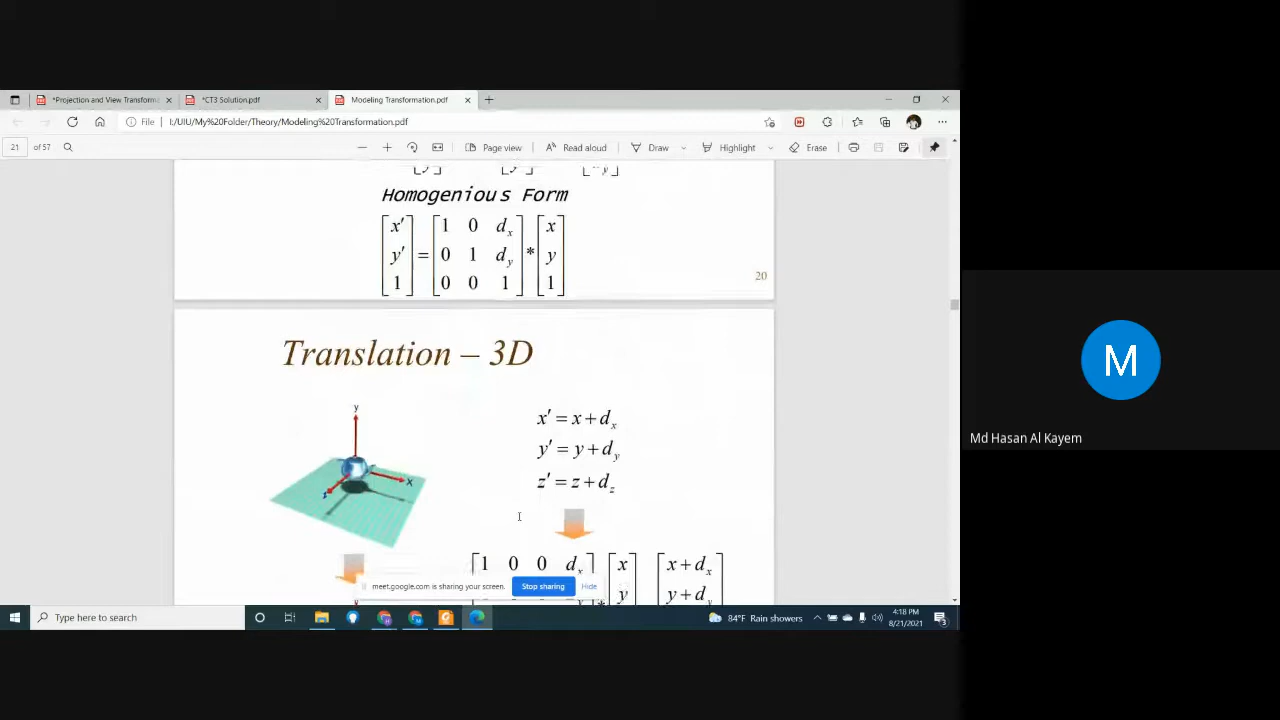 *Projection and View Transforma
*CT3 Solution.pdf
Modeling Transformation.pdf
File
I:/UIU/My%20Folder/Theory/Modeling%20Transformation.pdf
21 of 57
Page view
Read aloud
Draw
Highlight
Erase
Homogenious Form
[x′] = [1 0 dx] * [x]
[y′] [0 1 dy] [y]
[1] [0 0 1] [1]
20
Translation – 3D
x′ = x + dx
y′ = y + dy
z′ = z + dz
y
x
z
[1 0 0 dx] [x] [x + dx]
* [y] [y + dy]
meet.google.com is sharing your screen.
Stop sharing
Hide
Type here to search
84°F Rain showers
4:18 PM
8/21/2021
3
M
Md Hasan Al Kayem